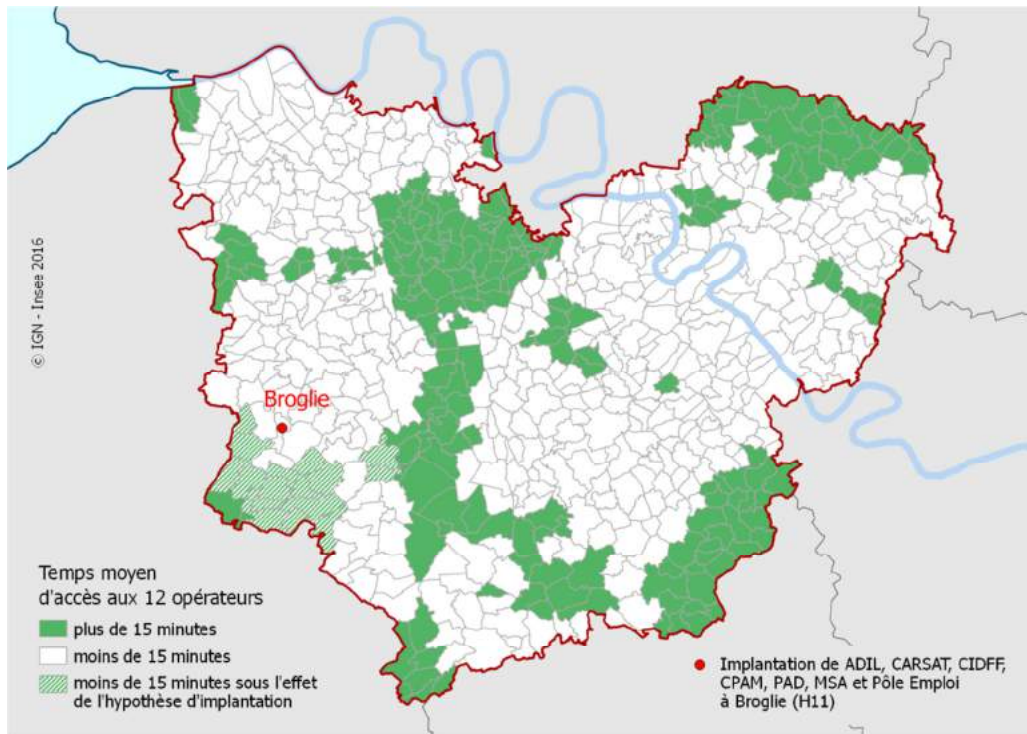 © IGN - Insee 2016
Broglie
Temps moyen
d'accès aux 12 opérateurs
plus de 15 minutes
moins de 15 minutes
moins de 15 minutes sous l'effet
de l'hypothèse d'implantation
Implantation de ADIL, CARSAT, CIDFF,
CPAM, PAD, MSA et Pôle Emploi
à Broglie (H11)